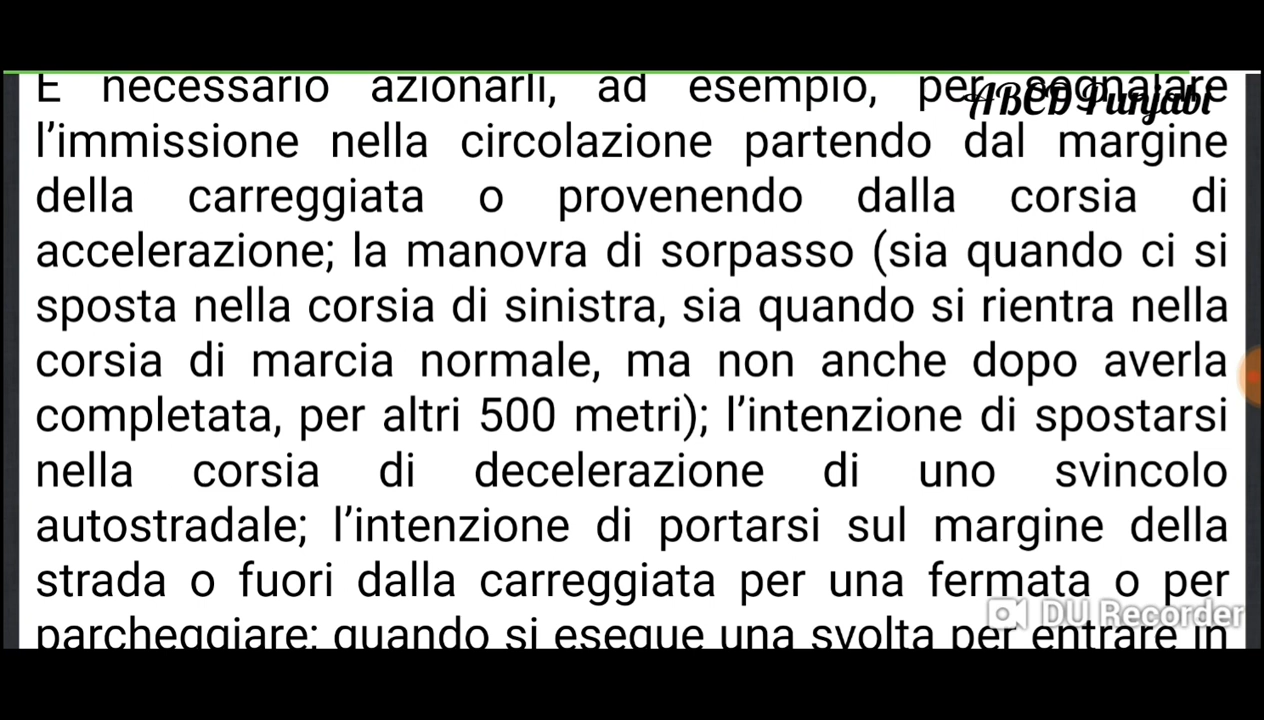 E necessario azionarli, ad esempio, per segnalare
ABCD Punjabi
l’immissione nella circolazione partendo dal margine
della carreggiata o provenendo dalla corsia di
accelerazione; la manovra di sorpasso (sia quando ci si
sposta nella corsia di sinistra, sia quando si rientra nella
corsia di marcia normale, ma non anche dopo averla
completata, per altri 500 metri); l’intenzione di spostarsi
nella corsia di decelerazione di uno svincolo
autostradale; l’intenzione di portarsi sul margine della
strada o fuori dalla carreggiata per una fermata o per
DU Recorder
parcheggiare; quando si esegue una svolta per entrare in